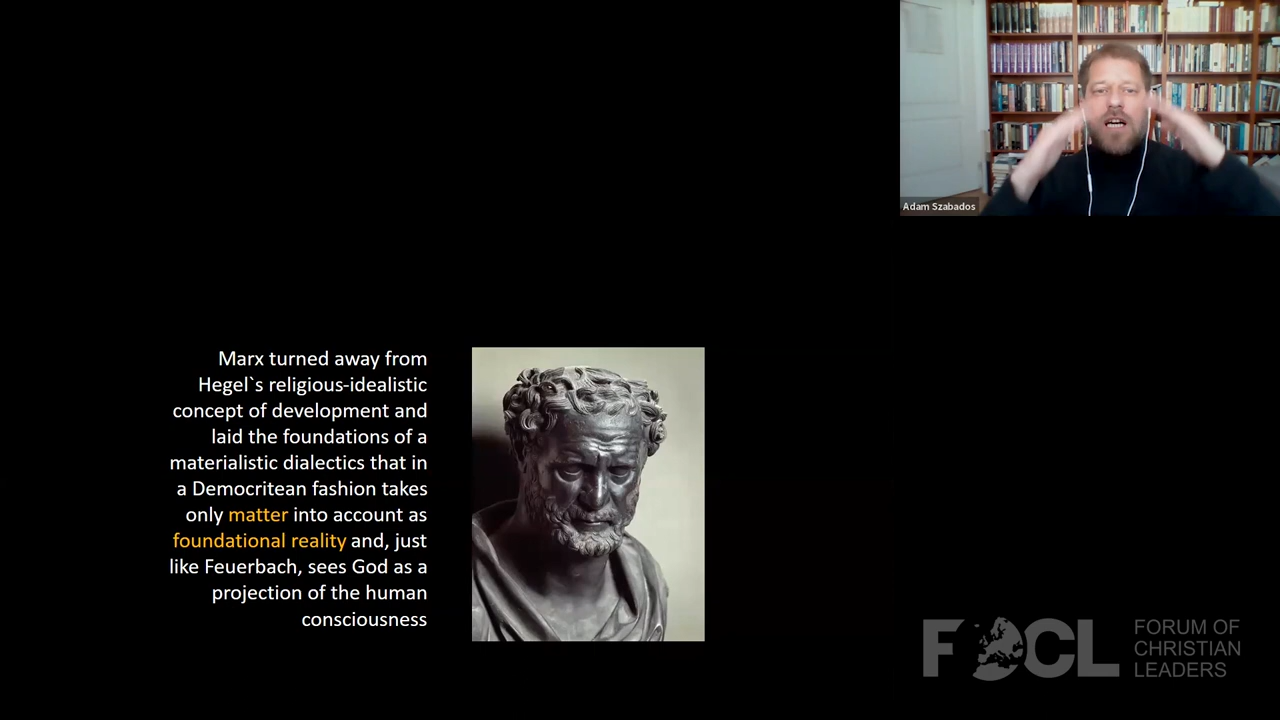 Adam Szabados
Marx turned away from
Hegel`s religious-idealistic
concept of development and
laid the foundations of a
materialistic dialectics that in
a Democritean fashion takes
only matter into account as
foundational reality and, just
like Feuerbach, sees God as a
projection of the human
consciousness
FOCL
FORUM OF
CHRISTIAN
LEADERS